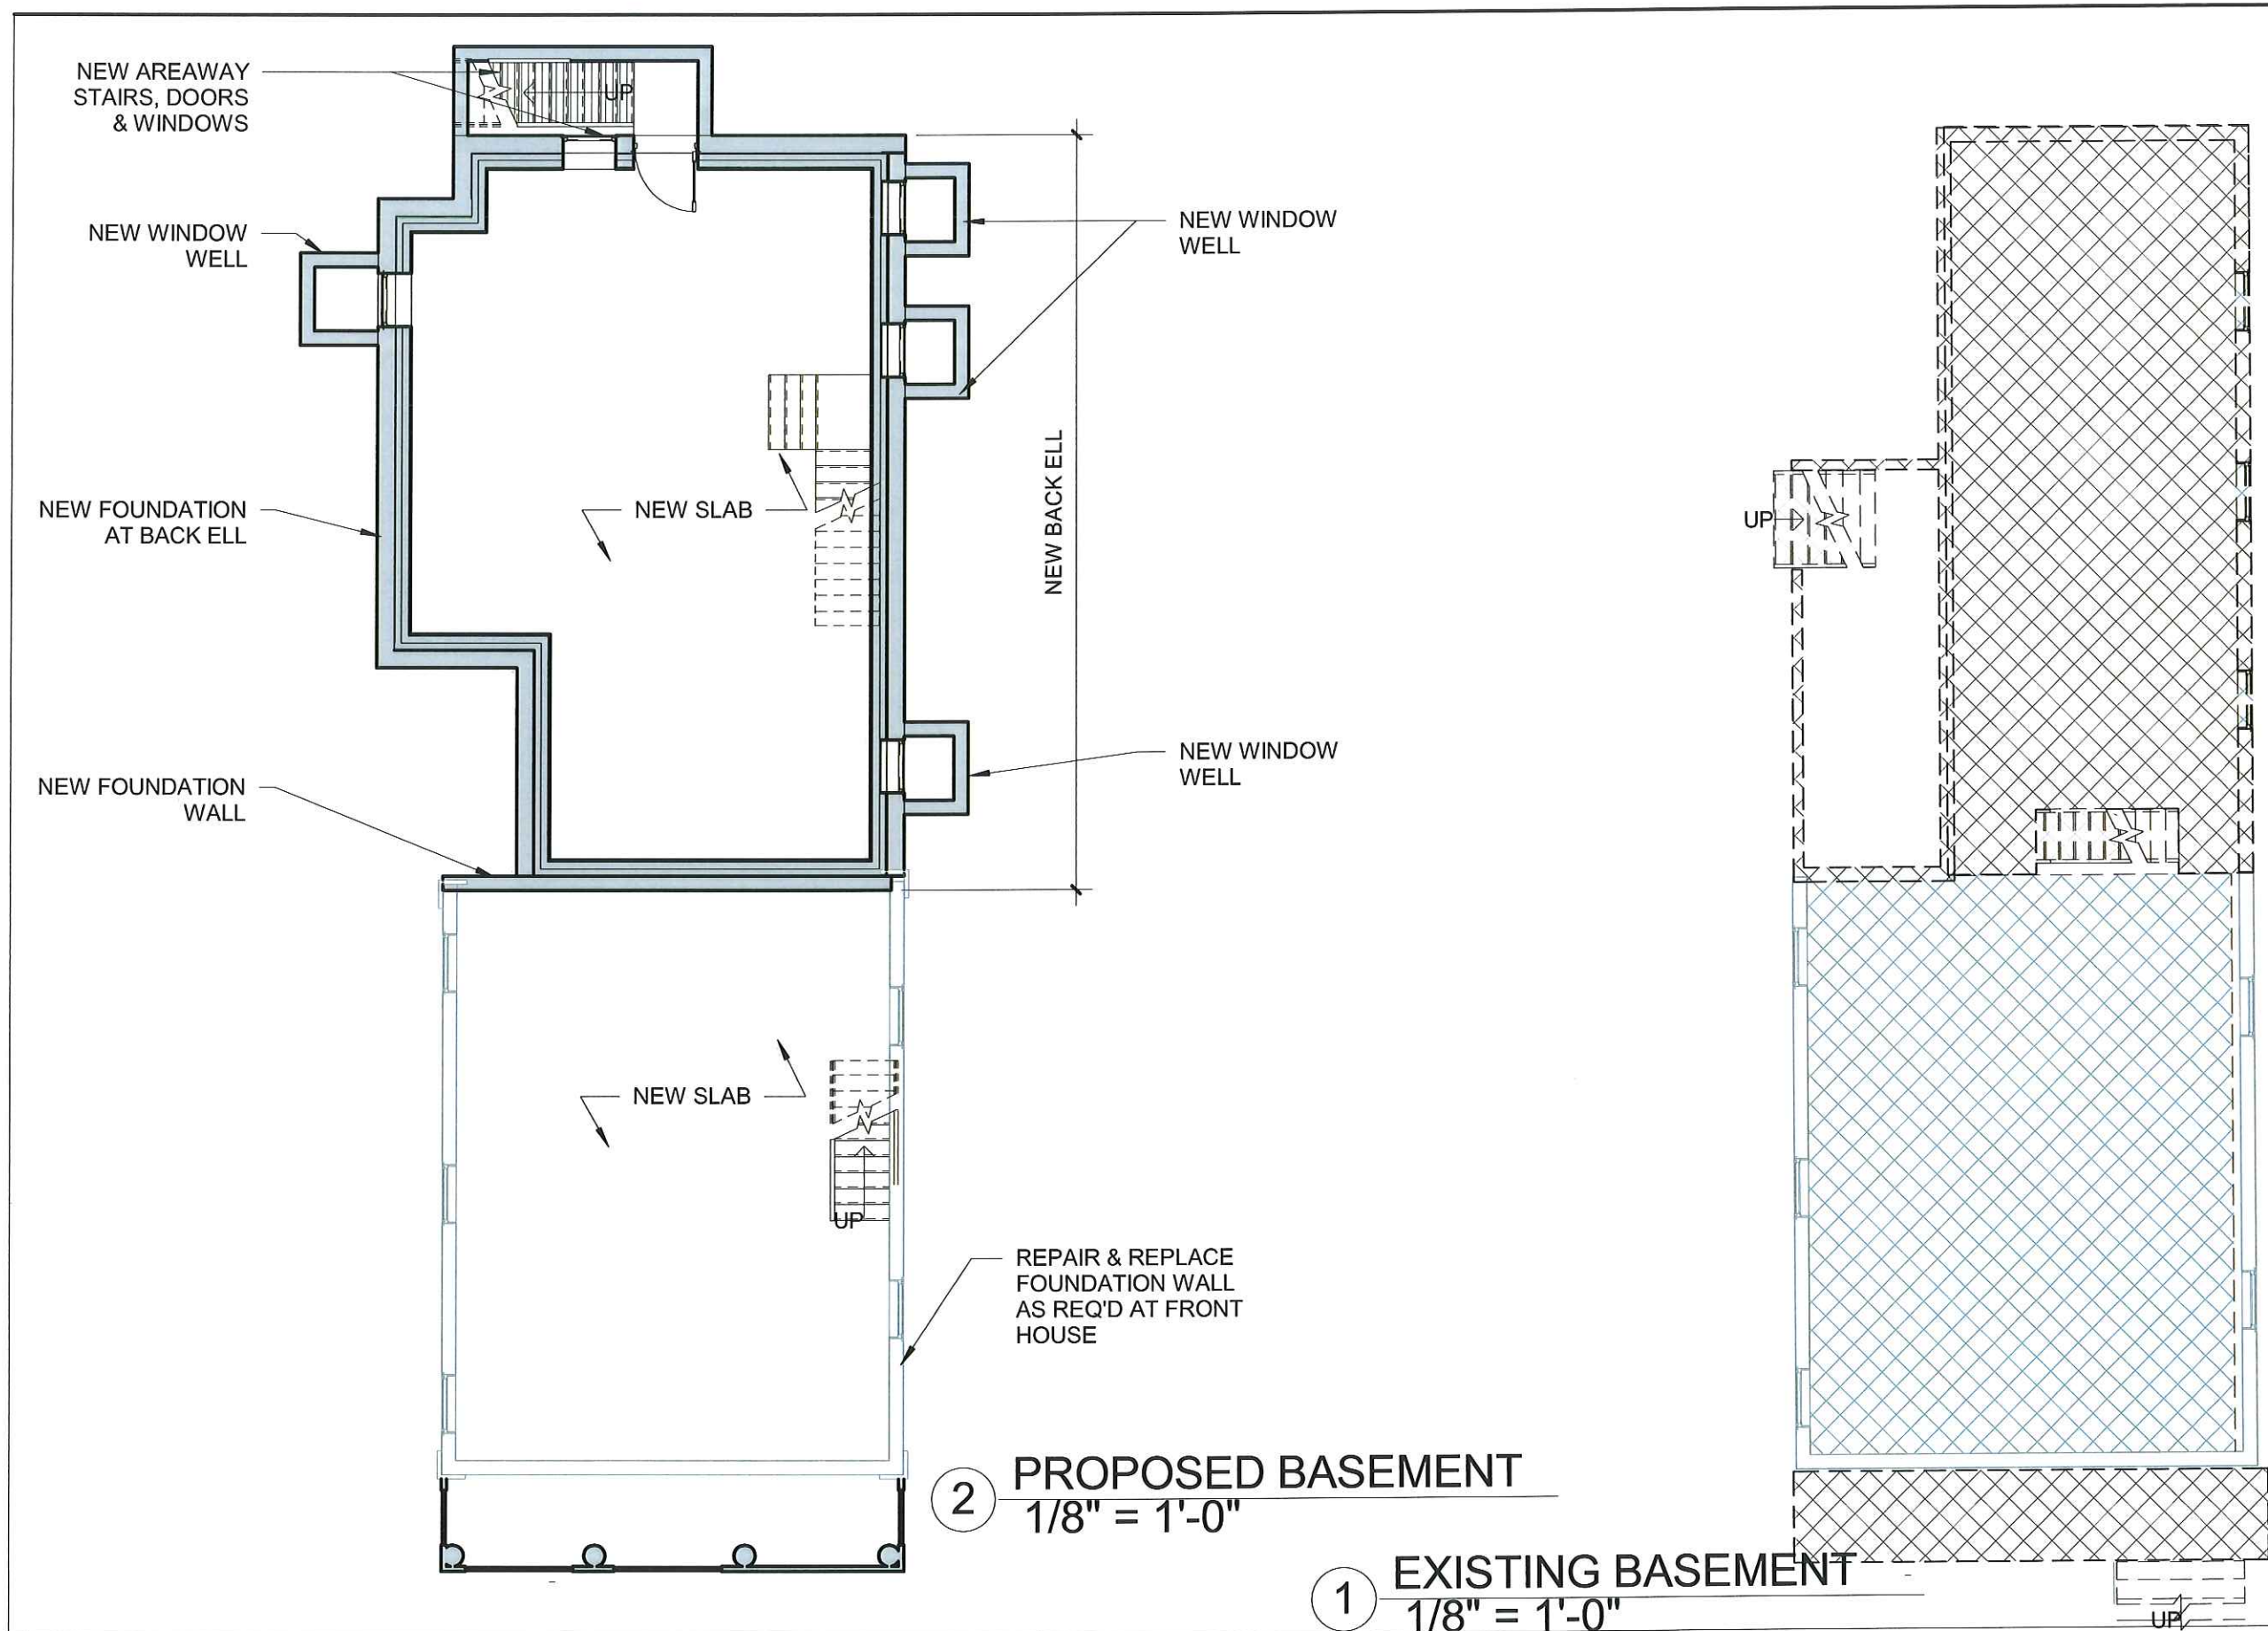 NEW AREAWAY
STAIRS, DOORS
& WINDOWS
UP
NEW WINDOW
WELL
NEW WINDOW
WELL
NEW BACK ELL
NEW FOUNDATION
AT BACK ELL
NEW SLAB
UP
NEW WINDOW
WELL
NEW FOUNDATION
WALL
NEW SLAB
UP
REPAIR & REPLACE
FOUNDATION WALL
AS REQ'D AT FRONT
HOUSE
2
PROPOSED BASEMENT
1/8" = 1'-0"
1
EXISTING BASEMENT
1/8" = 1'-0"
UP